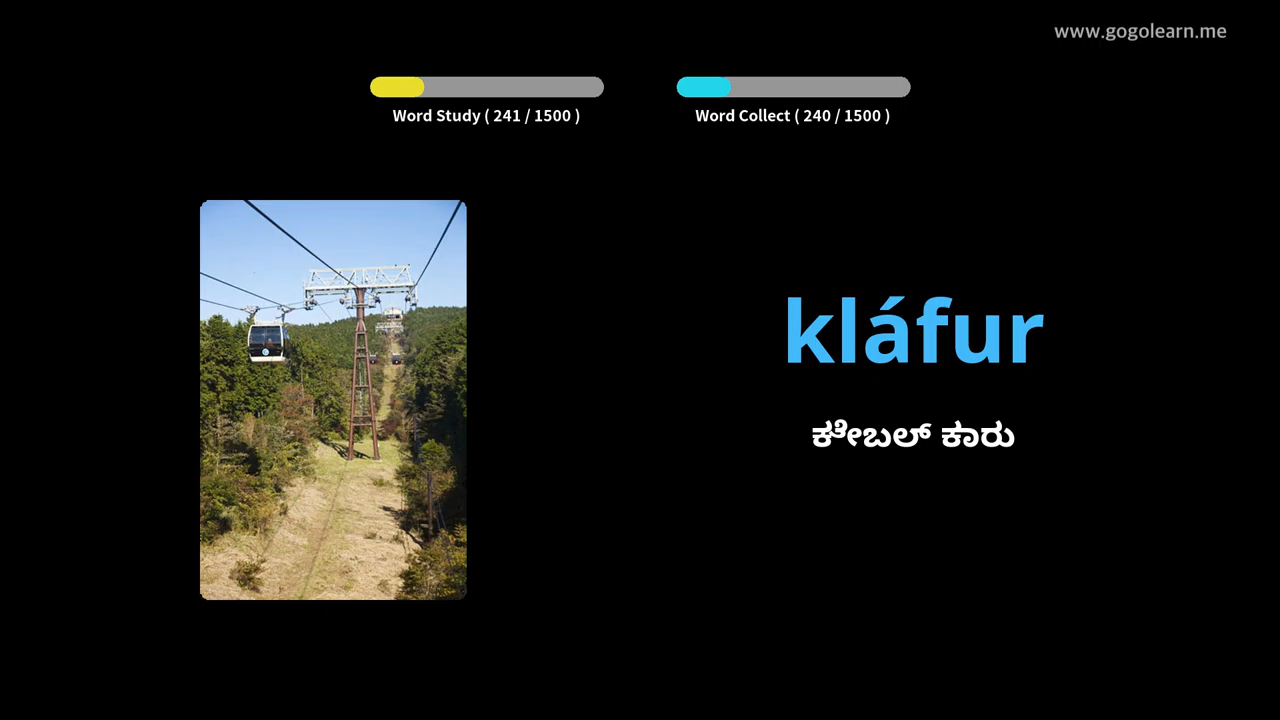 www.gogolearn.me
Word Study ( 241 / 1500 )
Word Collect ( 240 / 1500 )
kláfur
ಕೇಬಲ್ ಕಾರು